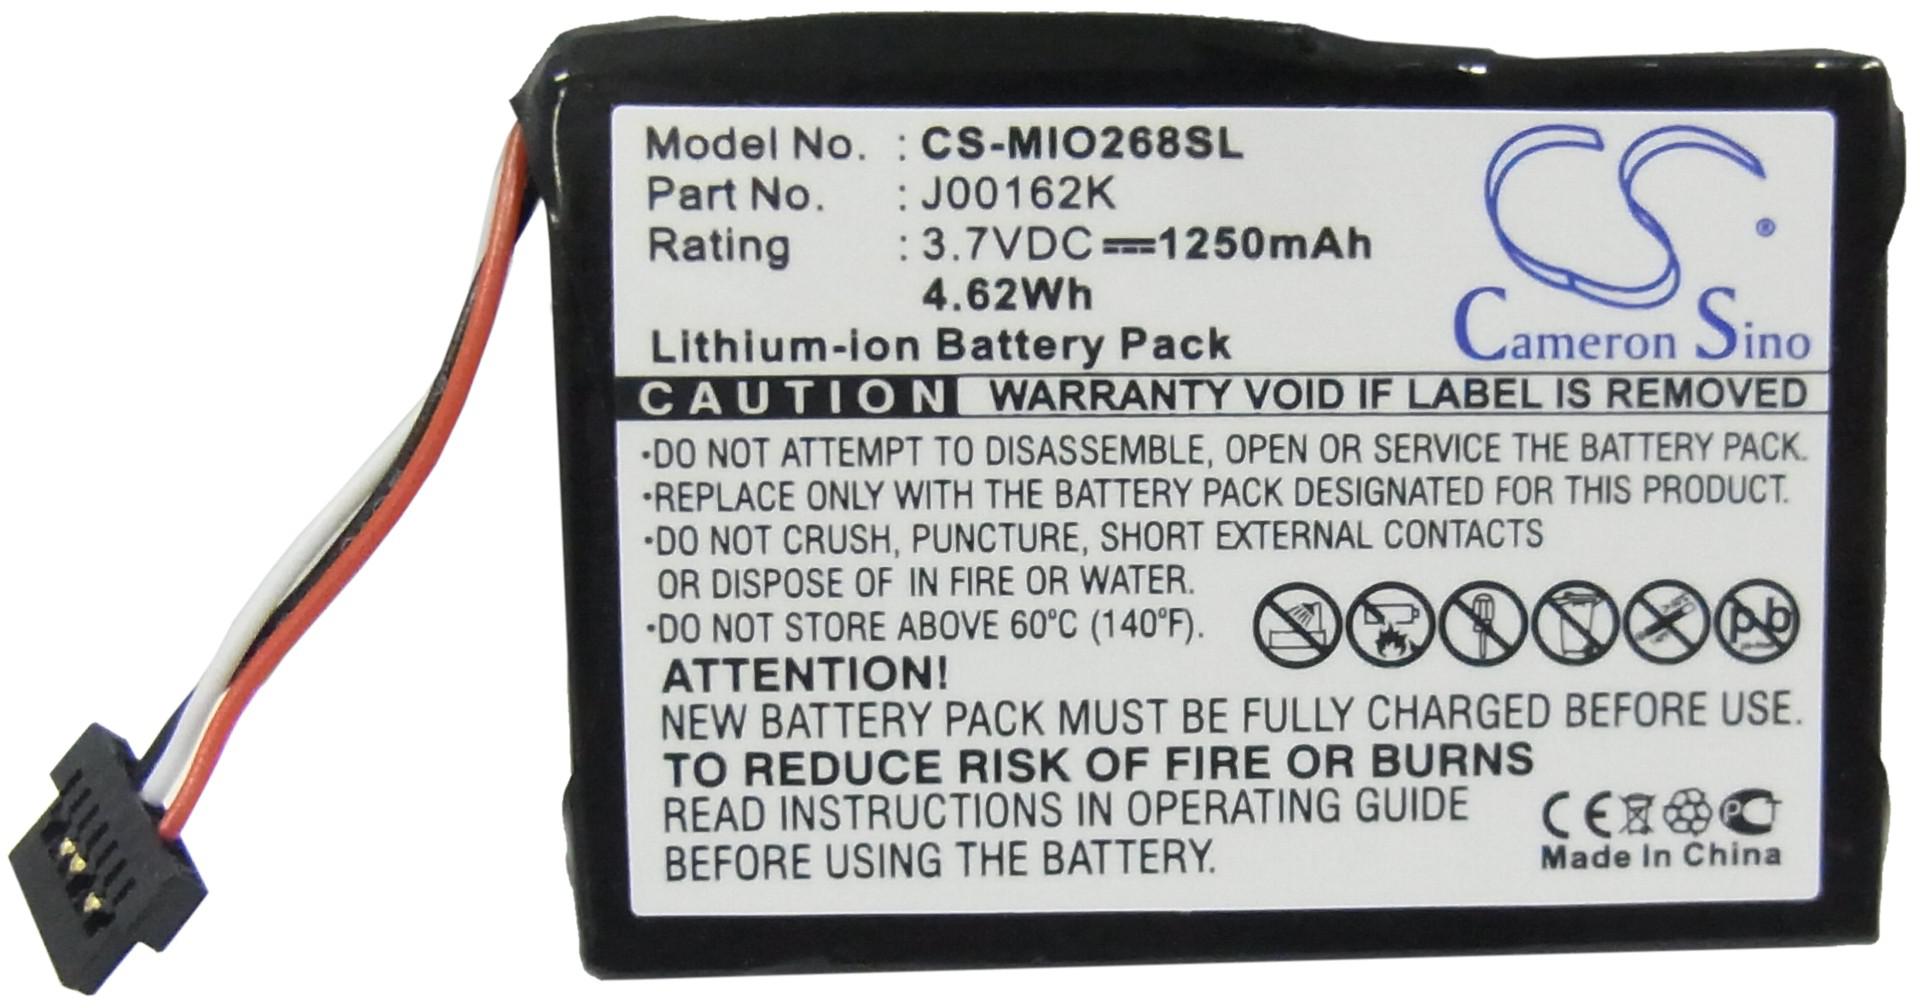 Model No. : CS-MIO268SL
Part No. : J00162K
Rating : 3.7VDC⎓1250mAh
4.62Wh
Lithium-ion Battery Pack
CS®
Cameron Sino
CAUTION WARRANTY VOID IF LABEL IS REMOVED
•DO NOT ATTEMPT TO DISASSEMBLE, OPEN OR SERVICE THE BATTERY PACK.
•REPLACE ONLY WITH THE BATTERY PACK DESIGNATED FOR THIS PRODUCT.
•DO NOT CRUSH, PUNCTURE, SHORT EXTERNAL CONTACTS
OR DISPOSE OF IN FIRE OR WATER.
•DO NOT STORE ABOVE 60°C (140°F).
Pb
ATTENTION!
NEW BATTERY PACK MUST BE FULLY CHARGED BEFORE USE.
TO REDUCE RISK OF FIRE OR BURNS
READ INSTRUCTIONS IN OPERATING GUIDE
BEFORE USING THE BATTERY.
CE PCT
Made In China